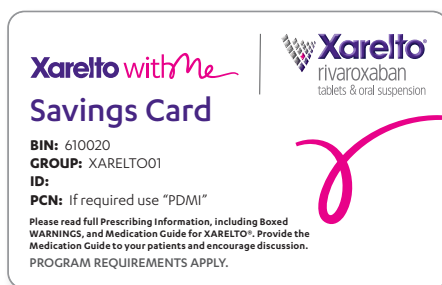 Xarelto withMe
Xarelto®
rivaroxaban
tablets & oral suspension
Savings Card
BIN: 610020
GROUP: XARELTO01
ID:
PCN: If required use “PDMI”
Please read full Prescribing Information, including Boxed
WARNINGS, and Medication Guide for XARELTO®. Provide the
Medication Guide to your patients and encourage discussion.
PROGRAM REQUIREMENTS APPLY.